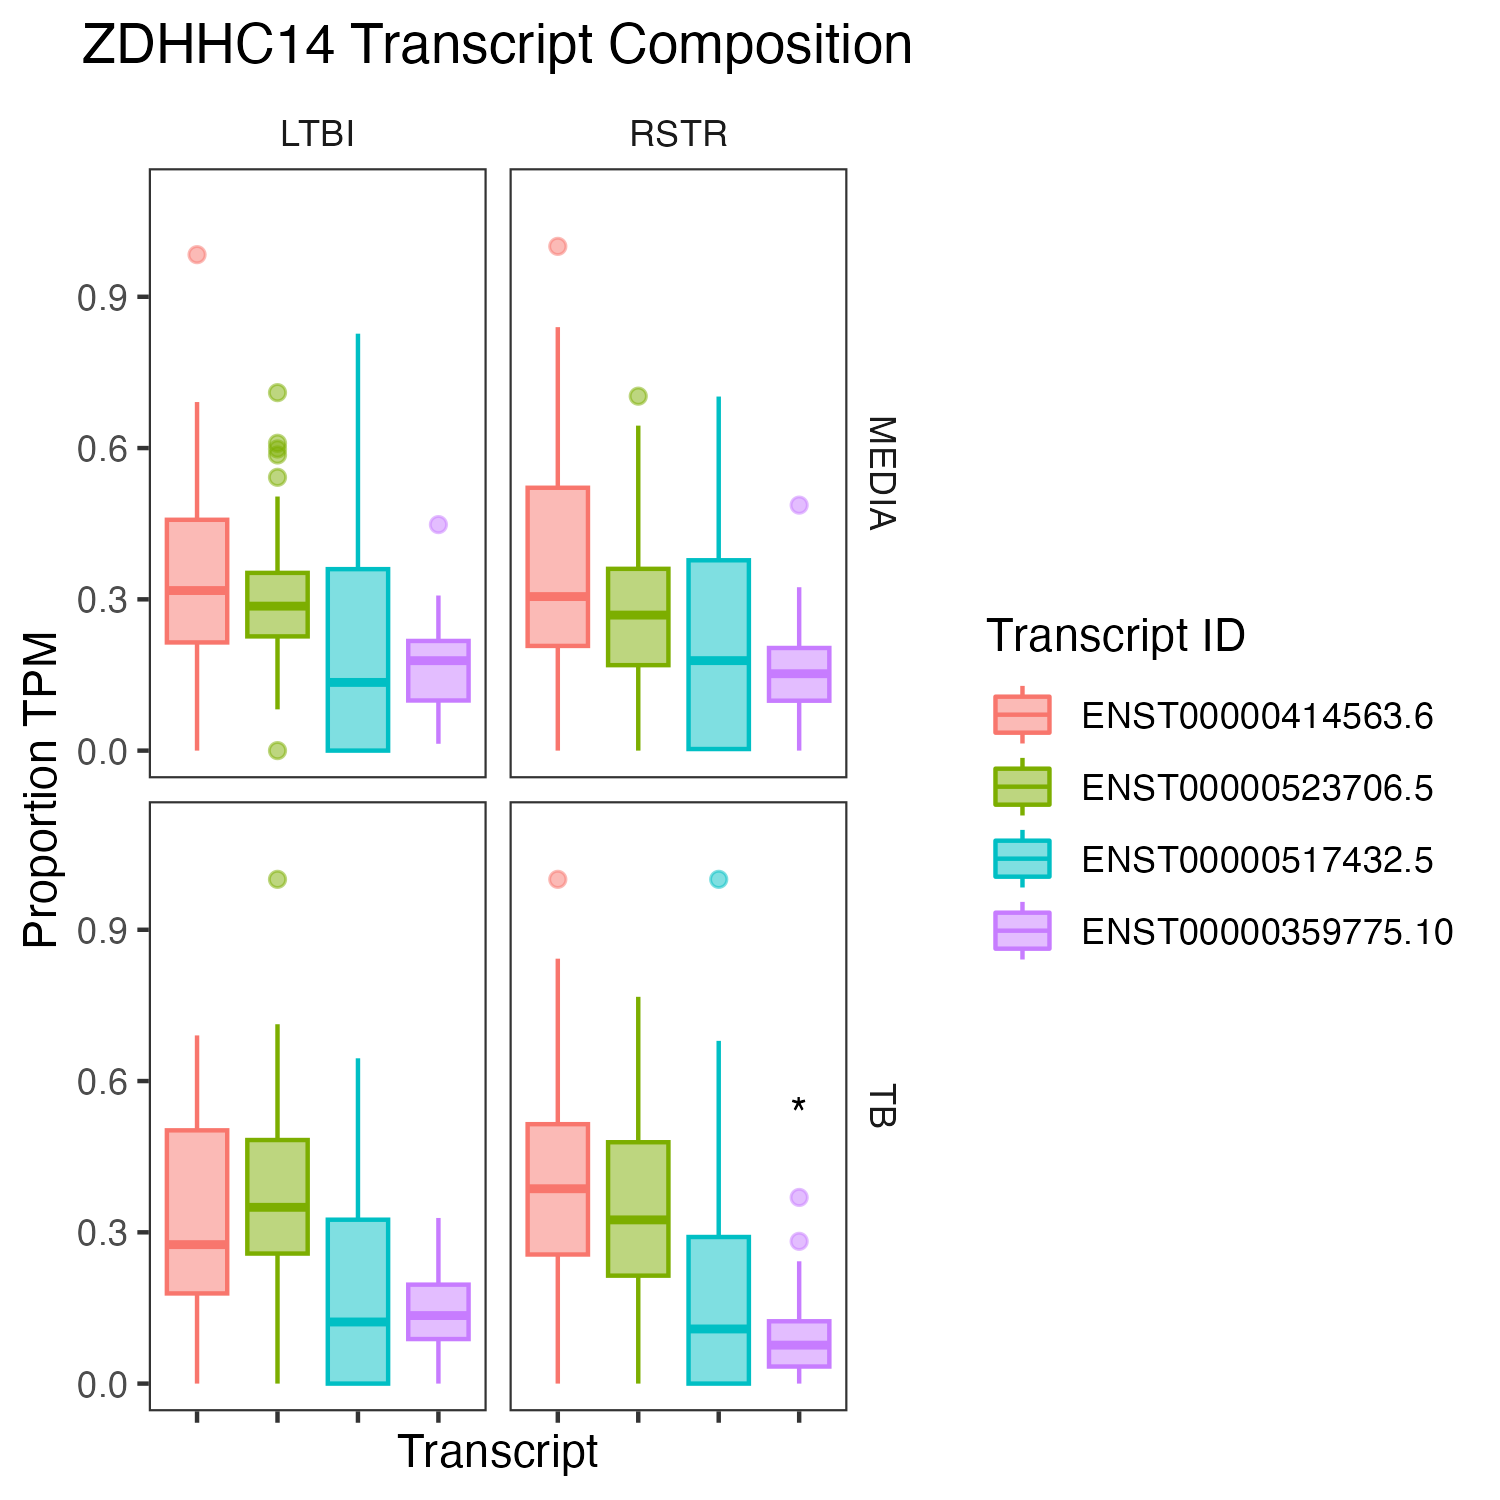 ZDHHC14 Transcript Composition
LTBI
RSTR
MEDIA
TB
Proportion TPM
0.9
0.6
0.3
0.0
0.9
0.6
0.3
0.0
*
Transcript
Transcript ID
ENST00000414563.6
ENST00000523706.5
ENST00000517432.5
ENST00000359775.10